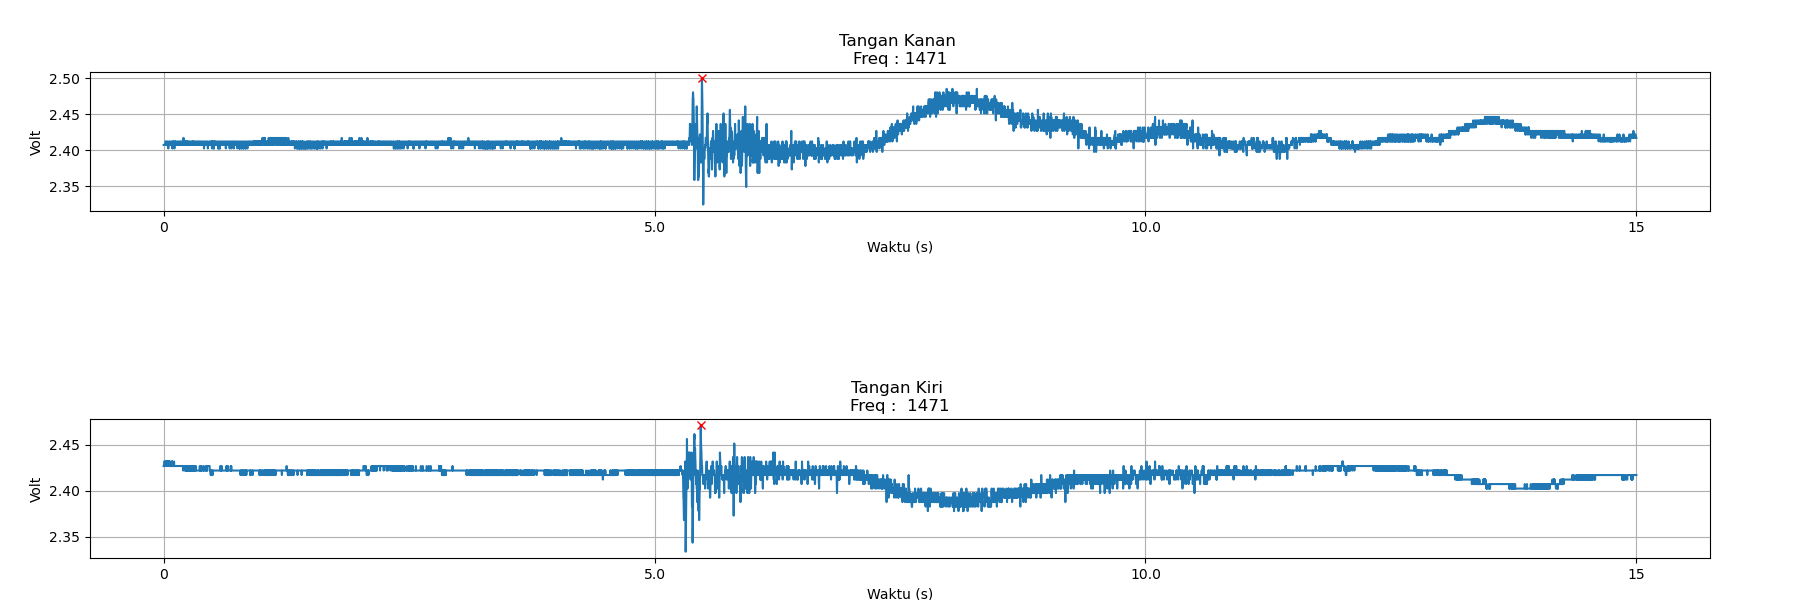 Tangan Kanan
Freq : 1471
2.50
2.45
2.40
2.35
Volt
0 5.0 10.0 15
Waktu (s)
Tangan Kiri
Freq :  1471
2.45
2.40
2.35
Volt
0 5.0 10.0 15
Waktu (s)